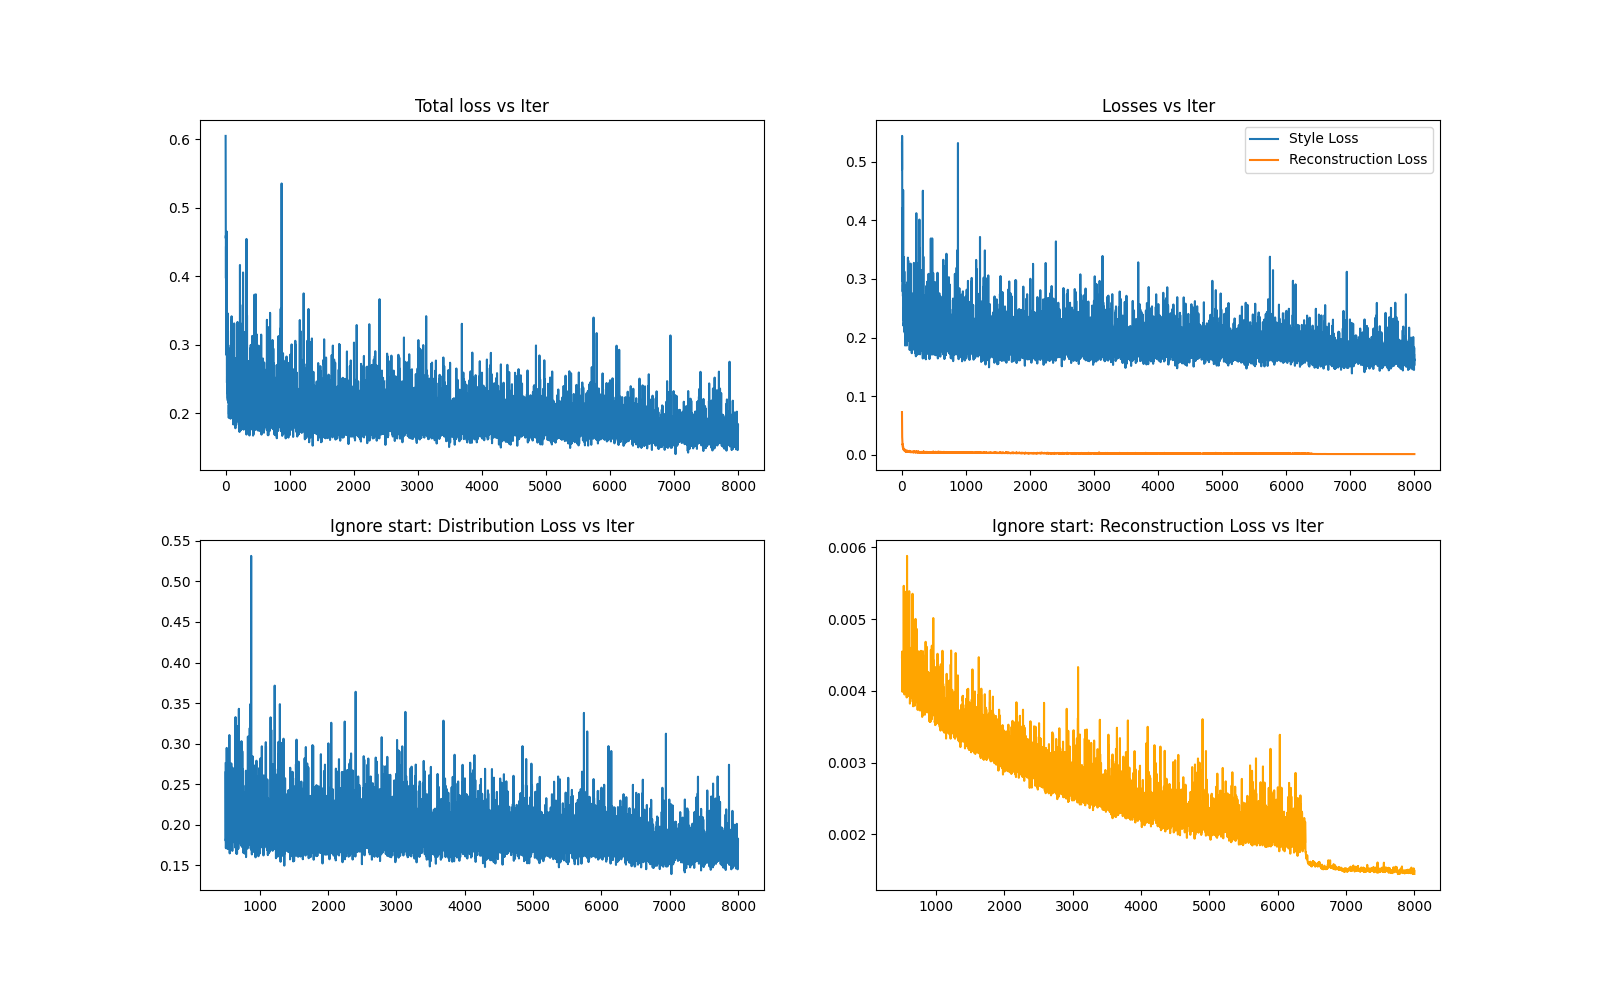 Total loss vs Iter
0.6
0.5
0.4
0.3
0.2
0 1000 2000 3000 4000 5000 6000 7000 8000
Losses vs Iter
Style Loss
Reconstruction Loss
0.5
0.4
0.3
0.2
0.1
0.0
0 1000 2000 3000 4000 5000 6000 7000 8000
Ignore start: Distribution Loss vs Iter
0.55
0.50
0.45
0.40
0.35
0.30
0.25
0.20
0.15
1000 2000 3000 4000 5000 6000 7000 8000
Ignore start: Reconstruction Loss vs Iter
0.006
0.005
0.004
0.003
0.002
1000 2000 3000 4000 5000 6000 7000 8000